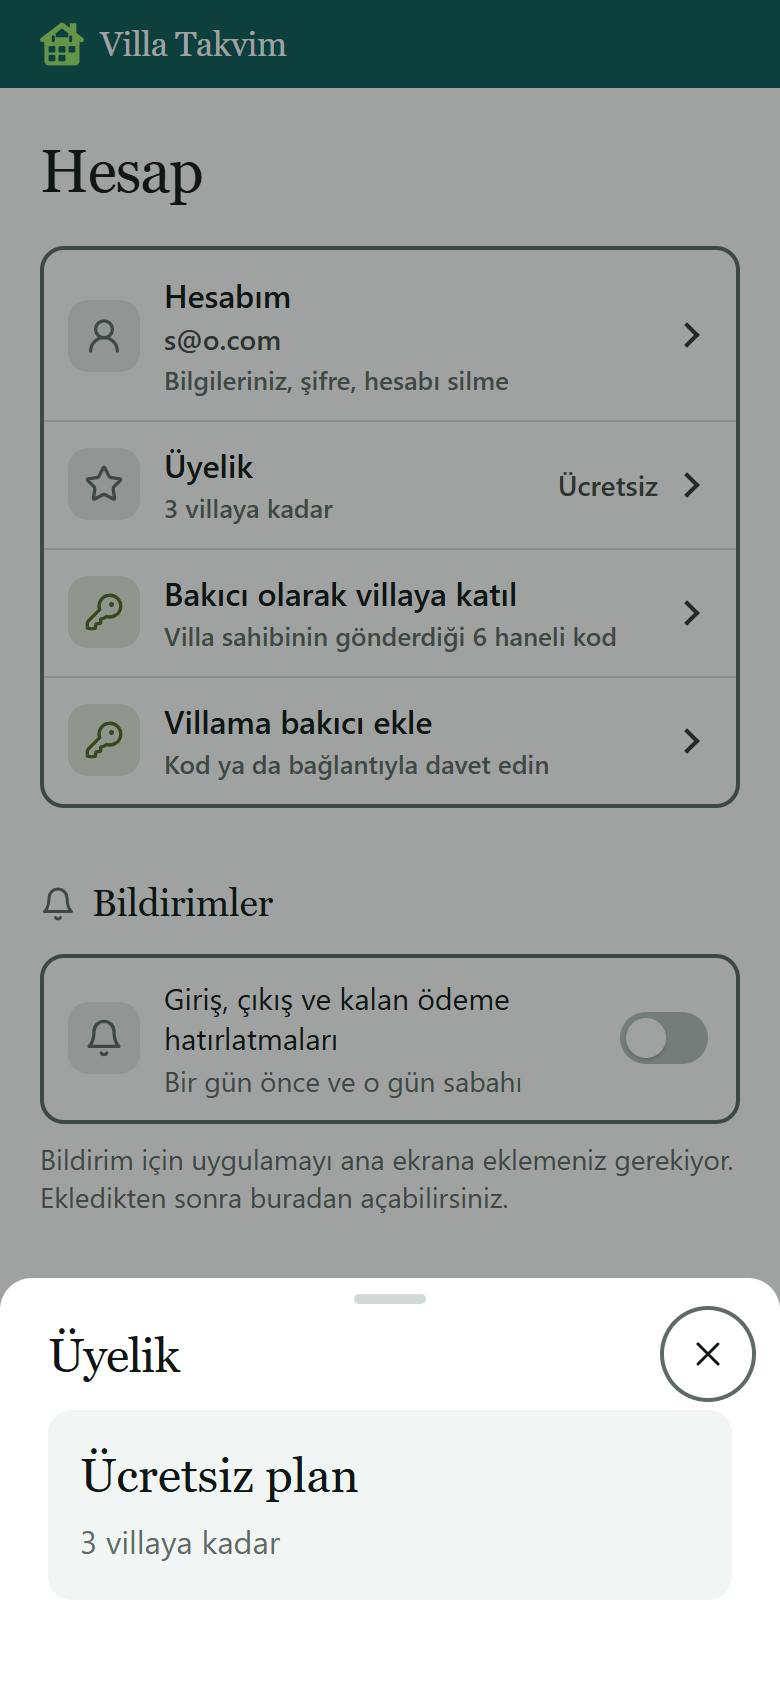 Villa Takvim
Hesap
Hesabım
s@o.com
Bilgileriniz, şifre, hesabı silme
Üyelik
3 villaya kadar
Ücretsiz
Bakıcı olarak villaya katıl
Villa sahibinin gönderdiği 6 haneli kod
Villama bakıcı ekle
Kod ya da bağlantıyla davet edin
Bildirimler
Giriş, çıkış ve kalan ödeme
hatırlatmaları
Bir gün önce ve o gün sabahı
Bildirim için uygulamayı ana ekrana eklemeniz gerekiyor.
Ekledikten sonra buradan açabilirsiniz.
Üyelik
Ücretsiz plan
3 villaya kadar